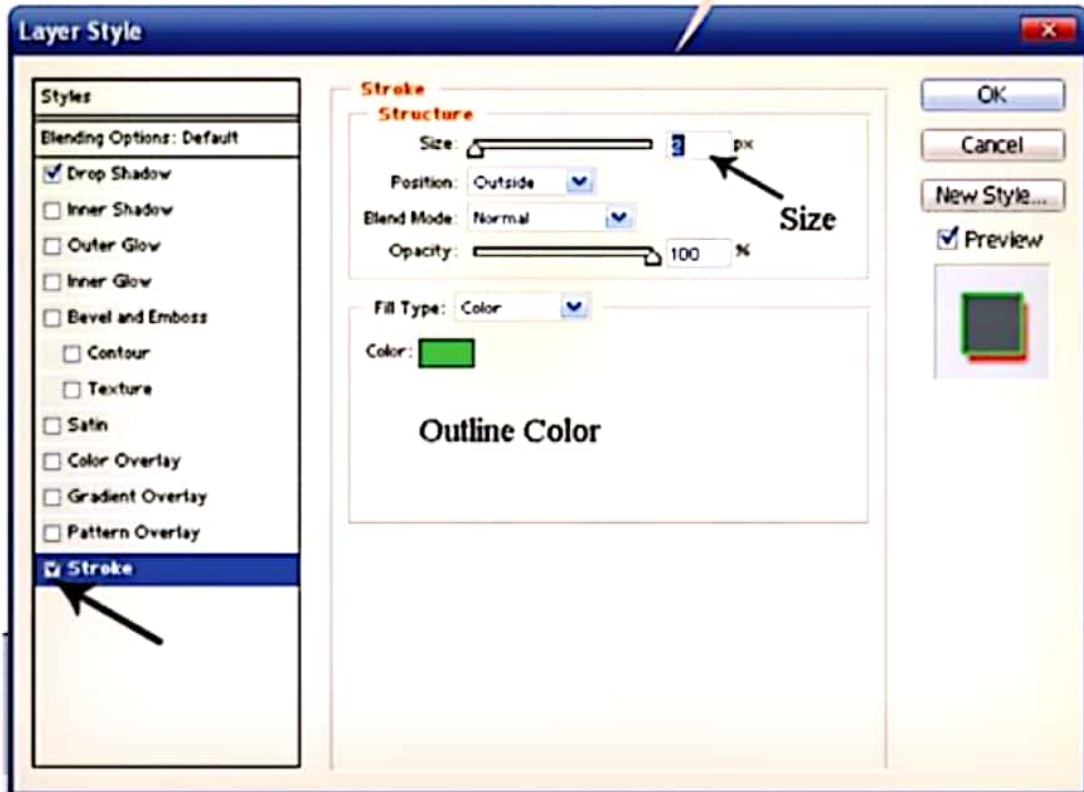 Layer Style
Styles
Blending Options: Default
Drop Shadow
Inner Shadow
Outer Glow
Inner Glow
Bevel and Emboss
Contour
Texture
Satin
Color Overlay
Gradient Overlay
Pattern Overlay
Stroke
Stroke
Structure
Size: 2 px
Position: Outside
Blend Mode: Normal
Opacity: 100 %
Size
Fill Type: Color
Color:
Outline Color
OK
Cancel
New Style...
Preview